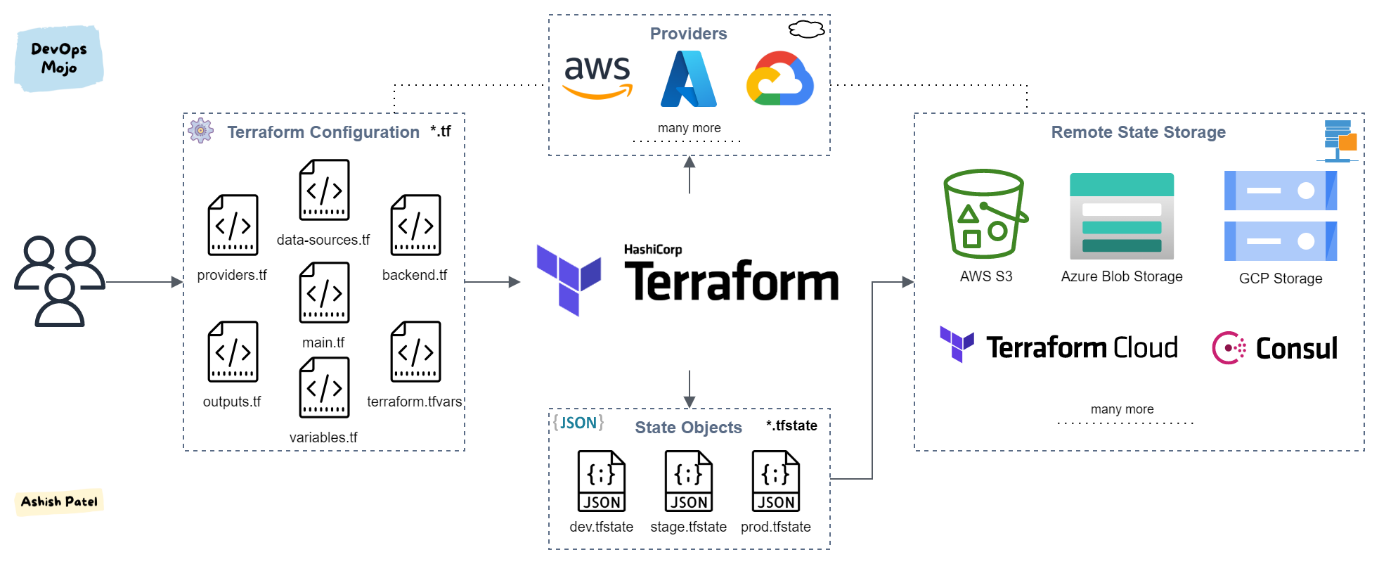 DevOps
Mojo
Providers
aws
many more
Terraform Configuration *.tf
data-sources.tf
providers.tf
backend.tf
main.tf
outputs.tf
terraform.tfvars
variables.tf
HashiCorp
Terraform
Remote State Storage
AWS S3
Azure Blob Storage
GCP Storage
Terraform Cloud
Consul
many more
{JSON}
State Objects *.tfstate
{;}
JSON
{;}
JSON
{;}
JSON
dev.tfstate
stage.tfstate
prod.tfstate
Ashish Patel